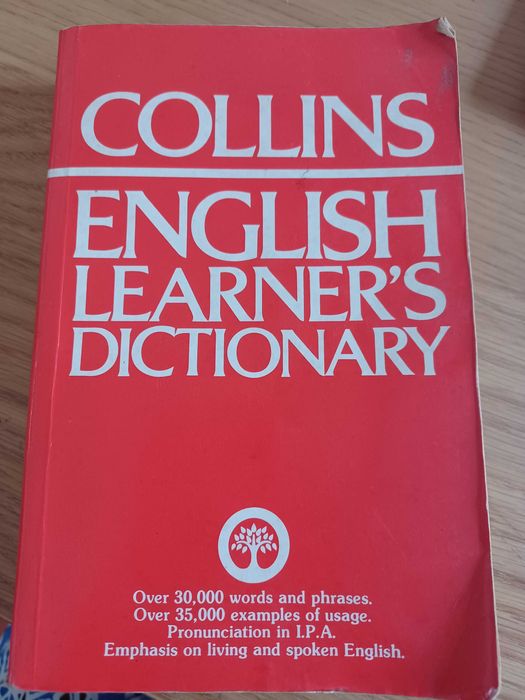 COLLINS
ENGLISH
LEARNER'S
DICTIONARY
Over 30,000 words and phrases.
Over 35,000 examples of usage.
Pronunciation in I.P.A.
Emphasis on living and spoken English.